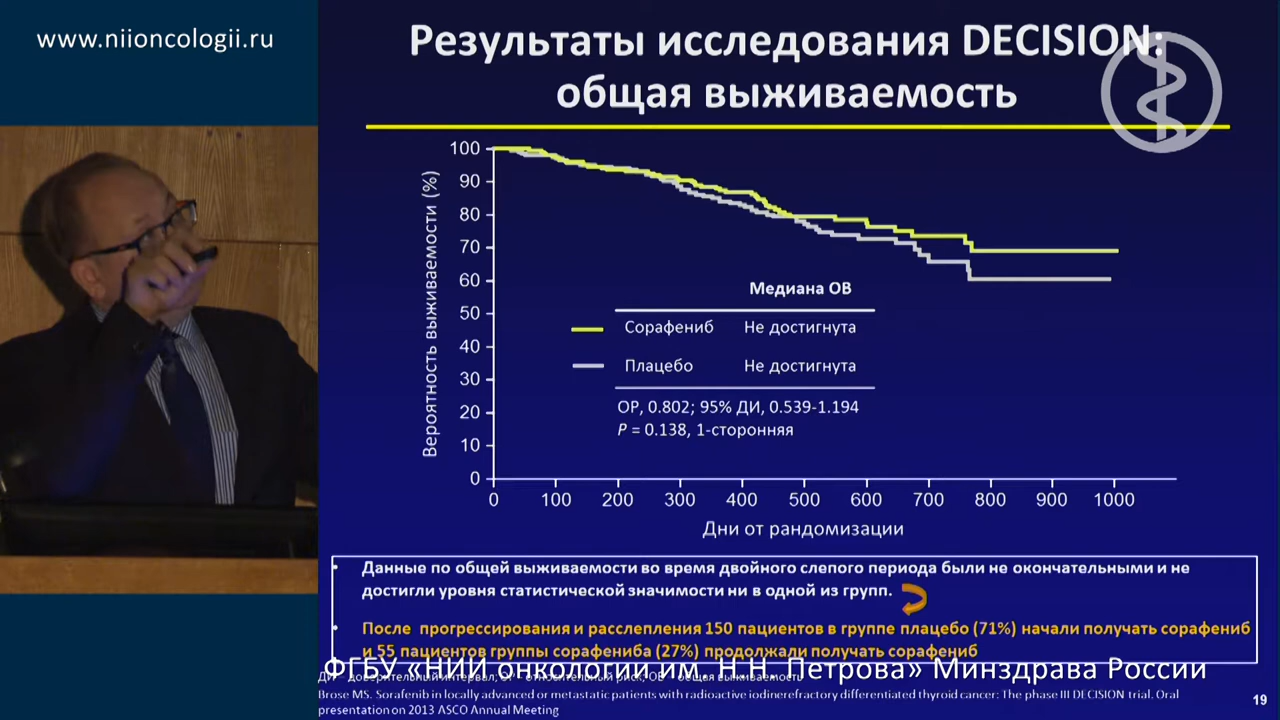 www.niioncologii.ru
Результаты исследования DECISION:
общая выживаемость
Вероятность выживаемости (%)
100
90
80
70
60
50
40
30
20
10
0
Медиана ОВ
Сорафениб Не достигнута
Плацебо Не достигнута
ОР, 0.802; 95% ДИ, 0.539-1.194
P = 0.138, 1-сторонняя
0 100 200 300 400 500 600 700 800 900 1000
Дни от рандомизации
• Данные по общей выживаемости во время двойного слепого периода были не окончательными и не
достигли уровня статистической значимости ни в одной из групп.
• После прогрессирования и расслепления 150 пациентов в группе плацебо (71%) начали получать сорафениб
и 55 пациентов группы сорафениба (27%) продолжали получать сорафениб
ФГБУ «НИИ онкологии им. Н.Н. Петрова» Минздрава России
ДИ – доверительный интервал; ОР – относительный риск; ОВ – общая выживаемость
Brose MS. Sorafenib in locally advanced or metastatic patients with radioactive iodinerefractory differentiated thyroid cancer: The phase III DECISION trial. Oral
presentation on 2013 ASCO Annual Meeting
19